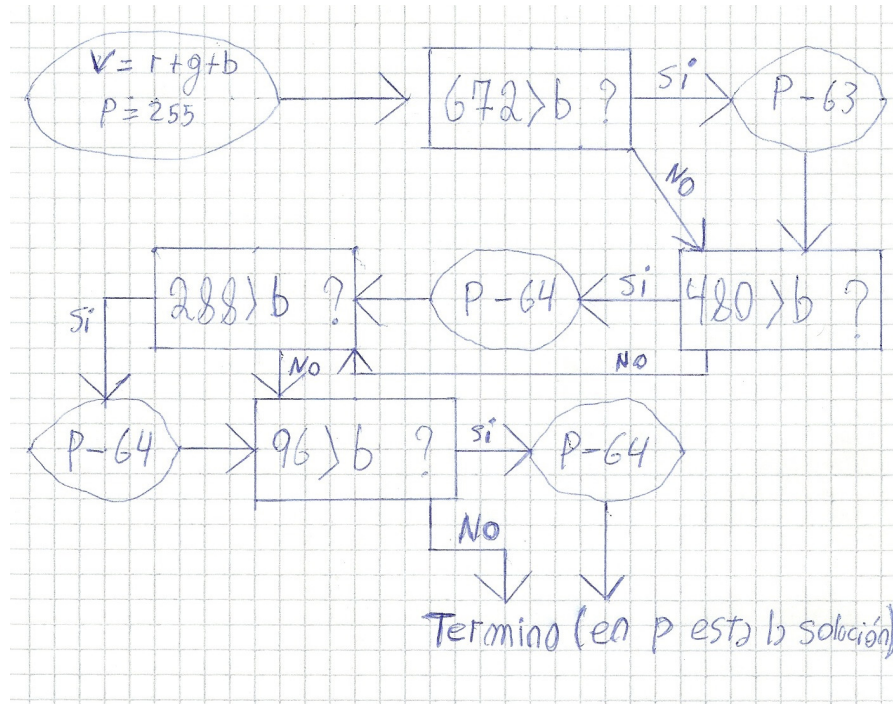 V = r+g+b
P = 255
672>b ?
Si
P-63
No
480>b ?
Si
P-64
288>b ?
No
Si
No
P-64
96>b ?
Si
P-64
No
Termino (en p esta b solución)